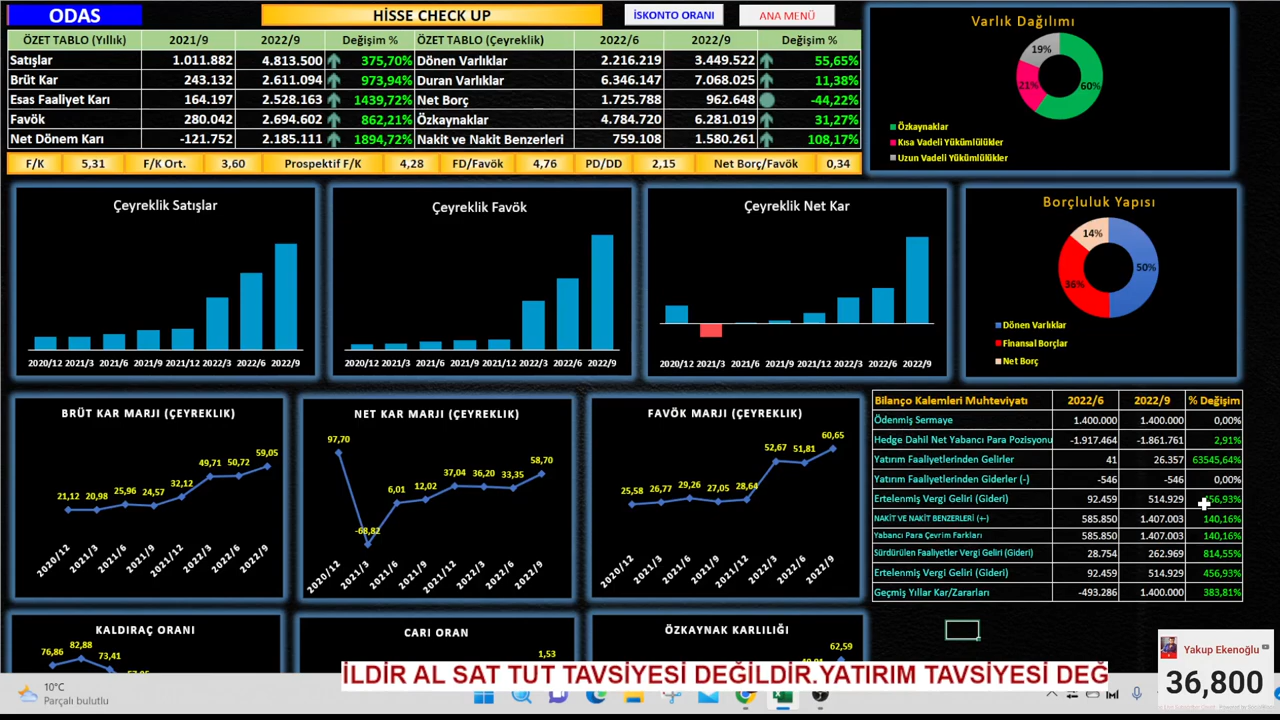 ODAS
HİSSE CHECK UP
İSKONTO ORANI
ANA MENÜ
ÖZET TABLO (Yıllık) 2021/9 2022/9 Değişim % ÖZET TABLO (Çeyreklik) 2022/6 2022/9 Değişim %
Satışlar 1.011.882 4.813.500 375,70% Dönen Varlıklar 2.216.219 3.449.522 55,65%
Brüt Kar 243.132 2.611.094 973,94% Duran Varlıklar 6.346.147 7.068.025 11,38%
Esas Faaliyet Karı 164.197 2.528.163 1439,72% Net Borç 1.725.788 962.648 -44,22%
Favök 280.042 2.694.602 862,21% Özkaynaklar 4.784.720 6.281.019 31,27%
Net Dönem Karı -121.752 2.185.111 1894,72% Nakit ve Nakit Benzerleri 759.108 1.580.261 108,17%
F/K 5,31 F/K Ort. 3,60 Prospektif F/K 4,28 FD/Favök 4,76 PD/DD 2,15 Net Borç/Favök 0,34
Varlık Dağılımı
19%
21%
60%
Özkaynaklar
Kısa Vadeli Yükümlülükler
Uzun Vadeli Yükümlülükler
Çeyreklik Satışlar
2020/12 2021/3 2021/6 2021/9 2021/12 2022/3 2022/6 2022/9
Çeyreklik Favök
2020/12 2021/3 2021/6 2021/9 2021/12 2022/3 2022/6 2022/9
Çeyreklik Net Kar
2020/12 2021/3 2021/6 2021/9 2021/12 2022/3 2022/6 2022/9
Borçluluk Yapısı
14%
50%
36%
Dönen Varlıklar
Finansal Borçlar
Net Borç
BRÜT KAR MARJI (ÇEYREKLIK)
21,12 20,98 25,96 24,57 32,12 49,71 50,72 59,05
2020/12 2021/3 2021/6 2021/9 2021/12 2022/3 2022/6 2022/9
NET KAR MARJI (ÇEYREKLIK)
97,70 -68,82 6,01 12,02 37,04 36,20 33,35 58,70
2020/12 2021/3 2021/6 2021/9 2021/12 2022/3 2022/6 2022/9
FAVÖK MARJI (ÇEYREKLIK)
25,58 26,77 29,26 27,05 28,64 52,67 51,81 60,65
2020/12 2021/3 2021/6 2021/9 2021/12 2022/3 2022/6 2022/9
Bilanço Kalemleri Muhteviyatı 2022/6 2022/9 % Değişim
Ödenmiş Sermaye 1.400.000 1.400.000 0,00%
Hedge Dahil Net Yabancı Para Pozisyonu -1.917.464 -1.861.761 2,91%
Yatırım Faaliyetlerinden Gelirler 41 26.357 63545,64%
Yatırım Faaliyetlerinden Giderler (-) -546 -546 0,00%
Ertelenmiş Vergi Geliri (Gideri) 92.459 514.929 456,93%
NAKİT VE NAKİT BENZERLERİ (+-) 585.850 1.407.003 140,16%
Yabancı Para Çevrim Farkları 585.850 1.407.003 140,16%
Sürdürülen Faaliyetler Vergi Geliri (Gideri) 28.754 262.969 814,55%
Ertelenmiş Vergi Geliri (Gideri) 92.459 514.929 456,93%
Geçmiş Yıllar Kar/Zararları -493.286 1.400.000 383,81%
KALDIRAÇ ORANI
76,86 82,88 73,41
CARI ORAN
1,53
ÖZKAYNAK KARLILIĞI
62,59
İLDİR AL SAT TUT TAVSİYESİ DEĞİLDİR.YATIRIM TAVSİYESİ DEĞ
Yakup Ekenoğlu
36,800
10°C
Parçalı bulutlu